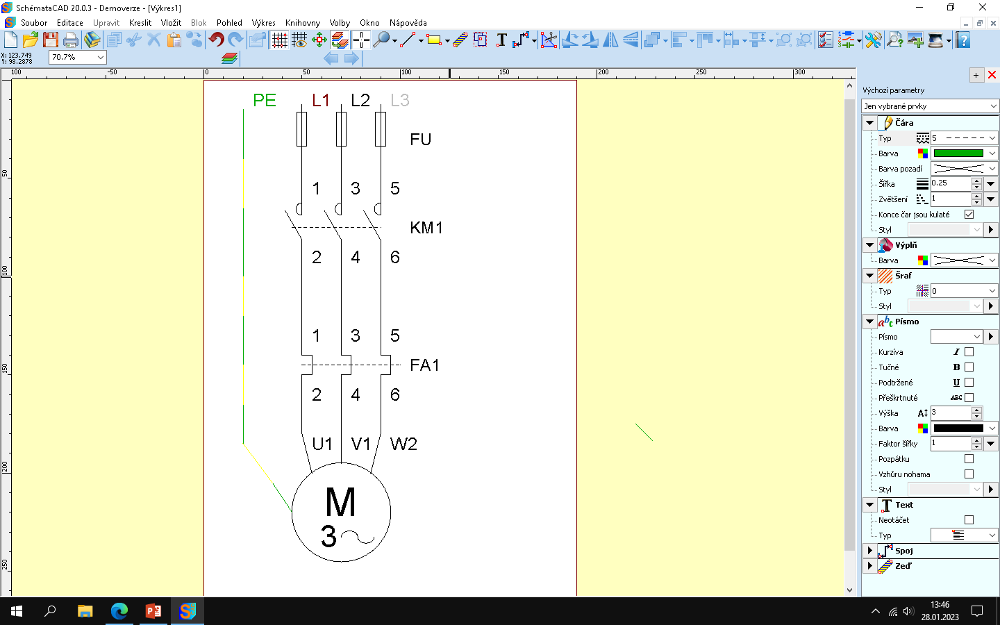 SchémataCAD 20.0.3 - Demoverze - [Výkres1]
Soubor Editace Upravit Kreslit Vložit Blok Pohled Výkres Knihovny Volby Okno Nápověda
X: 123.749
Y: 98.2878
70.7%
100 -50 0 50 100 150 200 250 300
50
100
150
200
250
PE L1 L2 L3
FU
1 3 5
KM1
2 4 6
1 3 5
FA1
2 4 6
U1 V1 W2
M
3
Výchozí parametry
Jen vybrané prvky
Čára
Typ 5
Barva
Barva pozadí
Šířka 0.25
Zvětšení 1
Konce čar jsou kulaté
Styl
Výplň
Barva
Šraf
Typ 0
Styl
abc Písmo
Písmo
Kurzíva I
Tučné B
Podtržené U
Přeškrtnuté ABC
Výška A 3
Barva
Faktor šířky 1
Pozpátku
Vzhůru nohama
Styl
T Text
Neotáčet
Typ
Spoj
Zeď
13:46
28.01.2023